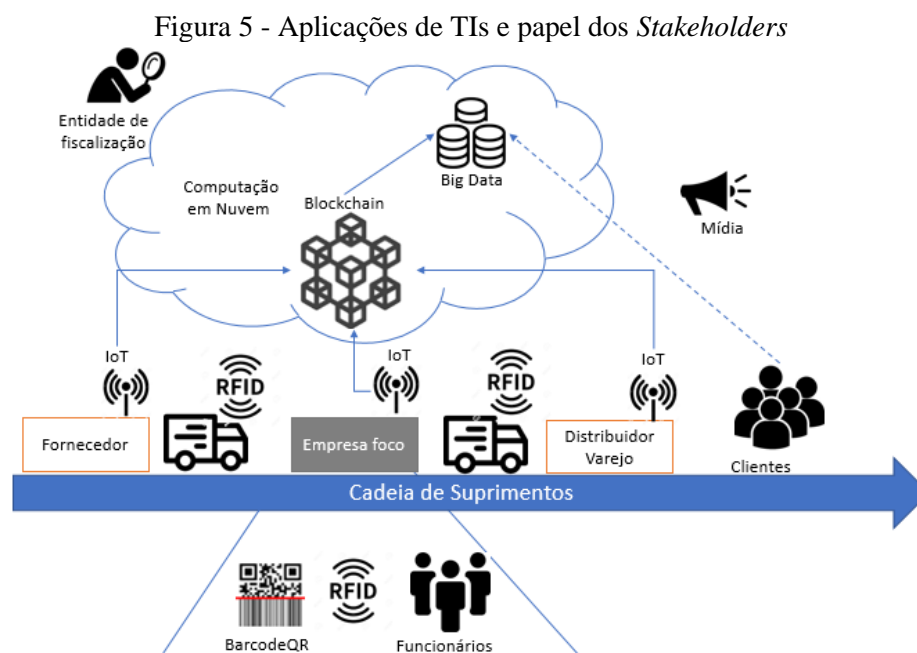 Figura 5 - Aplicações de TIs e papel dos Stakeholders
Entidade de
fiscalização
Big Data
Computação
em Nuvem
Blockchain
Mídia
IoT
RFID
IoT
RFID
IoT
Fornecedor
Empresa foco
Distribuidor
Varejo
Clientes
Cadeia de Suprimentos
RFID
BarcodeQR
Funcionários